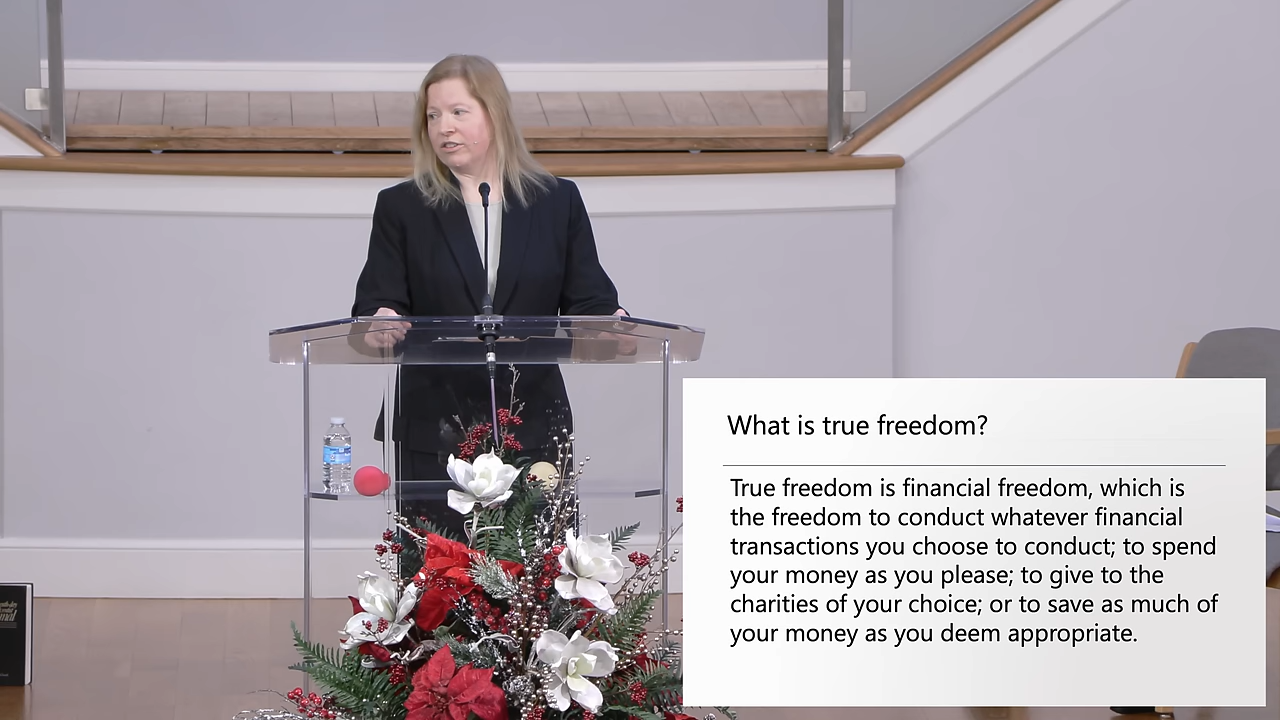 What is true freedom?
True freedom is financial freedom, which is
the freedom to conduct whatever financial
transactions you choose to conduct; to spend
your money as you please; to give to the
charities of your choice; or to save as much of
your money as you deem appropriate.